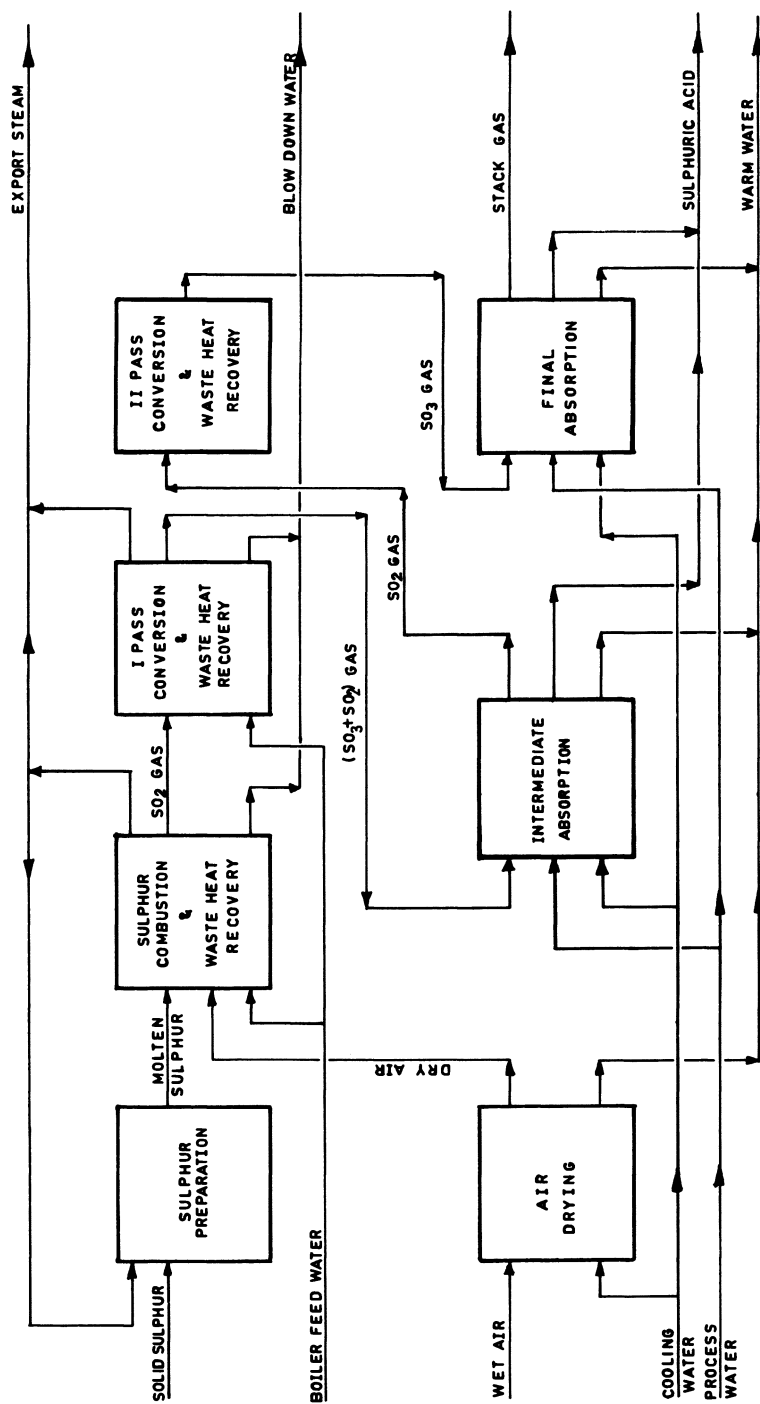 EXPORT STEAM
BLOW DOWN WATER
II PASS
CONVERSION
&
WASTE HEAT
RECOVERY
I PASS
CONVERSION
&
WASTE HEAT
RECOVERY
SO2 GAS
SULPHUR
COMBUSTION
&
WASTE HEAT
RECOVERY
MOLTEN
SULPHUR
SULPHUR
PREPARATION
SOLID SULPHUR
BOILER FEED WATER
(SO3+SO2) GAS
SO2 GAS
SO3 GAS
DRY AIR
STACK GAS
SULPHURIC ACID
WARM WATER
FINAL
ABSORPTION
INTERMEDIATE
ABSORPTION
AIR
DRYING
WET AIR
COOLING
WATER
PROCESS
WATER